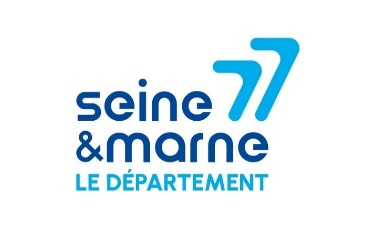 77
seine
&marne
LE DÉPARTEMENT